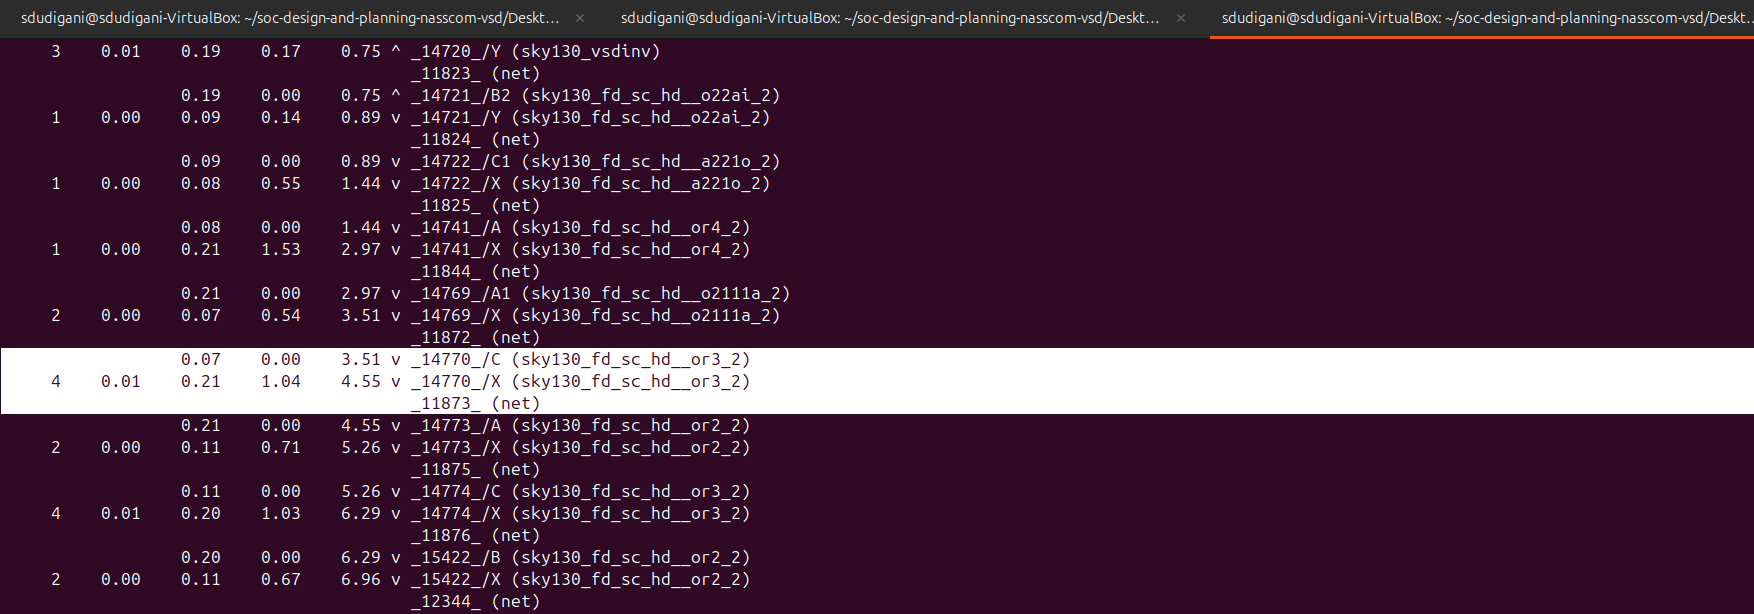 sdudigani@sdudigani-VirtualBox: ~/soc-design-and-planning-nasscom-vsd/Deskt... × sdudigani@sdudigani-VirtualBox: ~/soc-design-and-planning-nasscom-vsd/Deskt... × sdudigani@sdudigani-VirtualBox: ~/soc-design-and-planning-nasscom-vsd/Deskt...
3 0.01 0.19 0.17 0.75 ^ _14720_/Y (sky130_vsdinv)
_11823_ (net)
0.19 0.00 0.75 ^ _14721_/B2 (sky130_fd_sc_hd__o22ai_2)
1 0.00 0.09 0.14 0.89 v _14721_/Y (sky130_fd_sc_hd__o22ai_2)
_11824_ (net)
0.09 0.00 0.89 v _14722_/C1 (sky130_fd_sc_hd__a221o_2)
1 0.00 0.08 0.55 1.44 v _14722_/X (sky130_fd_sc_hd__a221o_2)
_11825_ (net)
0.08 0.00 1.44 v _14741_/A (sky130_fd_sc_hd__or4_2)
1 0.00 0.21 1.53 2.97 v _14741_/X (sky130_fd_sc_hd__or4_2)
_11844_ (net)
0.21 0.00 2.97 v _14769_/A1 (sky130_fd_sc_hd__o2111a_2)
2 0.00 0.07 0.54 3.51 v _14769_/X (sky130_fd_sc_hd__o2111a_2)
_11872_ (net)
0.07 0.00 3.51 v _14770_/C (sky130_fd_sc_hd__or3_2)
4 0.01 0.21 1.04 4.55 v _14770_/X (sky130_fd_sc_hd__or3_2)
_11873_ (net)
0.21 0.00 4.55 v _14773_/A (sky130_fd_sc_hd__or2_2)
2 0.00 0.11 0.71 5.26 v _14773_/X (sky130_fd_sc_hd__or2_2)
_11875_ (net)
0.11 0.00 5.26 v _14774_/C (sky130_fd_sc_hd__or3_2)
4 0.01 0.20 1.03 6.29 v _14774_/X (sky130_fd_sc_hd__or3_2)
_11876_ (net)
0.20 0.00 6.29 v _15422_/B (sky130_fd_sc_hd__or2_2)
2 0.00 0.11 0.67 6.96 v _15422_/X (sky130_fd_sc_hd__or2_2)
_12344_ (net)